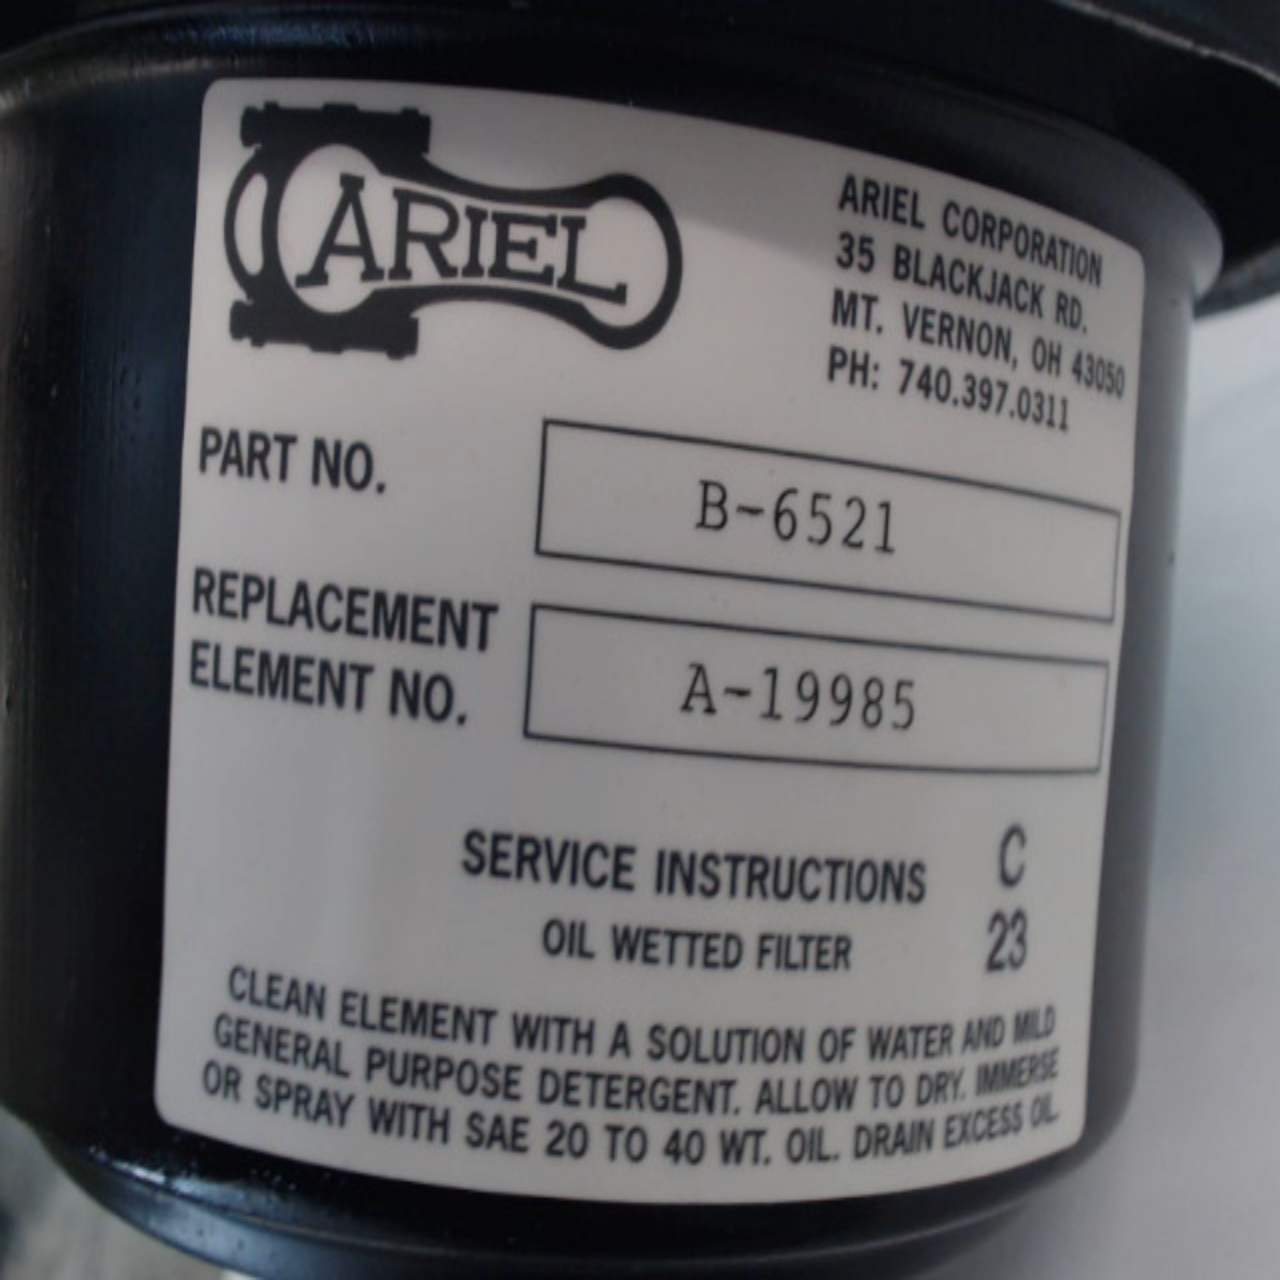 ARIEL
ARIEL CORPORATION
35 BLACKJACK RD.
MT. VERNON, OH 43050
PH: 740.397.0311
PART NO.
B-6521
REPLACEMENT
ELEMENT NO.
A-19985
SERVICE INSTRUCTIONS
C
OIL WETTED FILTER
23
CLEAN ELEMENT WITH A SOLUTION OF WATER AND MILD
GENERAL PURPOSE DETERGENT. ALLOW TO DRY. IMMERSE
OR SPRAY WITH SAE 20 TO 40 WT. OIL. DRAIN EXCESS OIL.